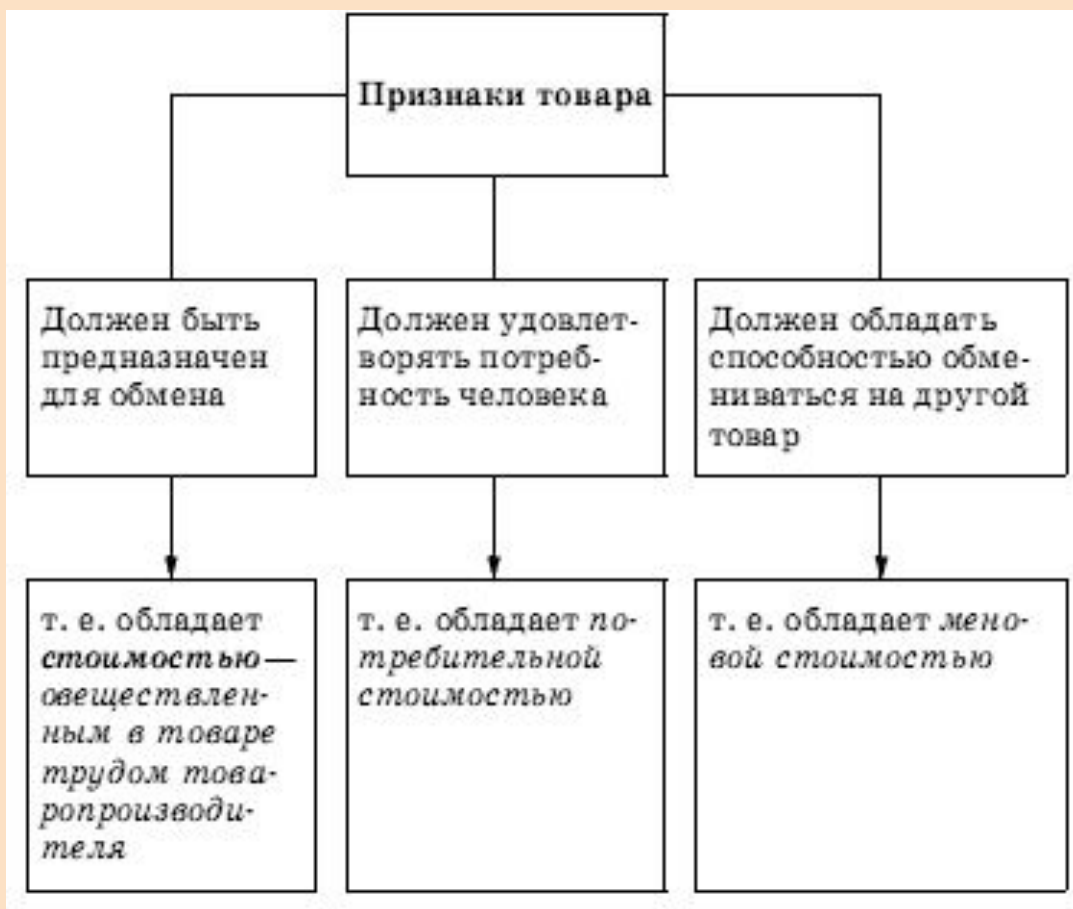 Признаки товара
Должен быть
предназначен
для обмена
Должен удовлет-
ворять потреб-
ность человека
Должен обладать
способностью обме-
ниваться на другой
товар
т. е. обладает
стоимостью —
овеществлен-
ным в товаре
трудом това-
ропроизводи-
теля
т. е. обладает по-
требительной
стоимостью
т. е. обладает мено-
вой стоимостью